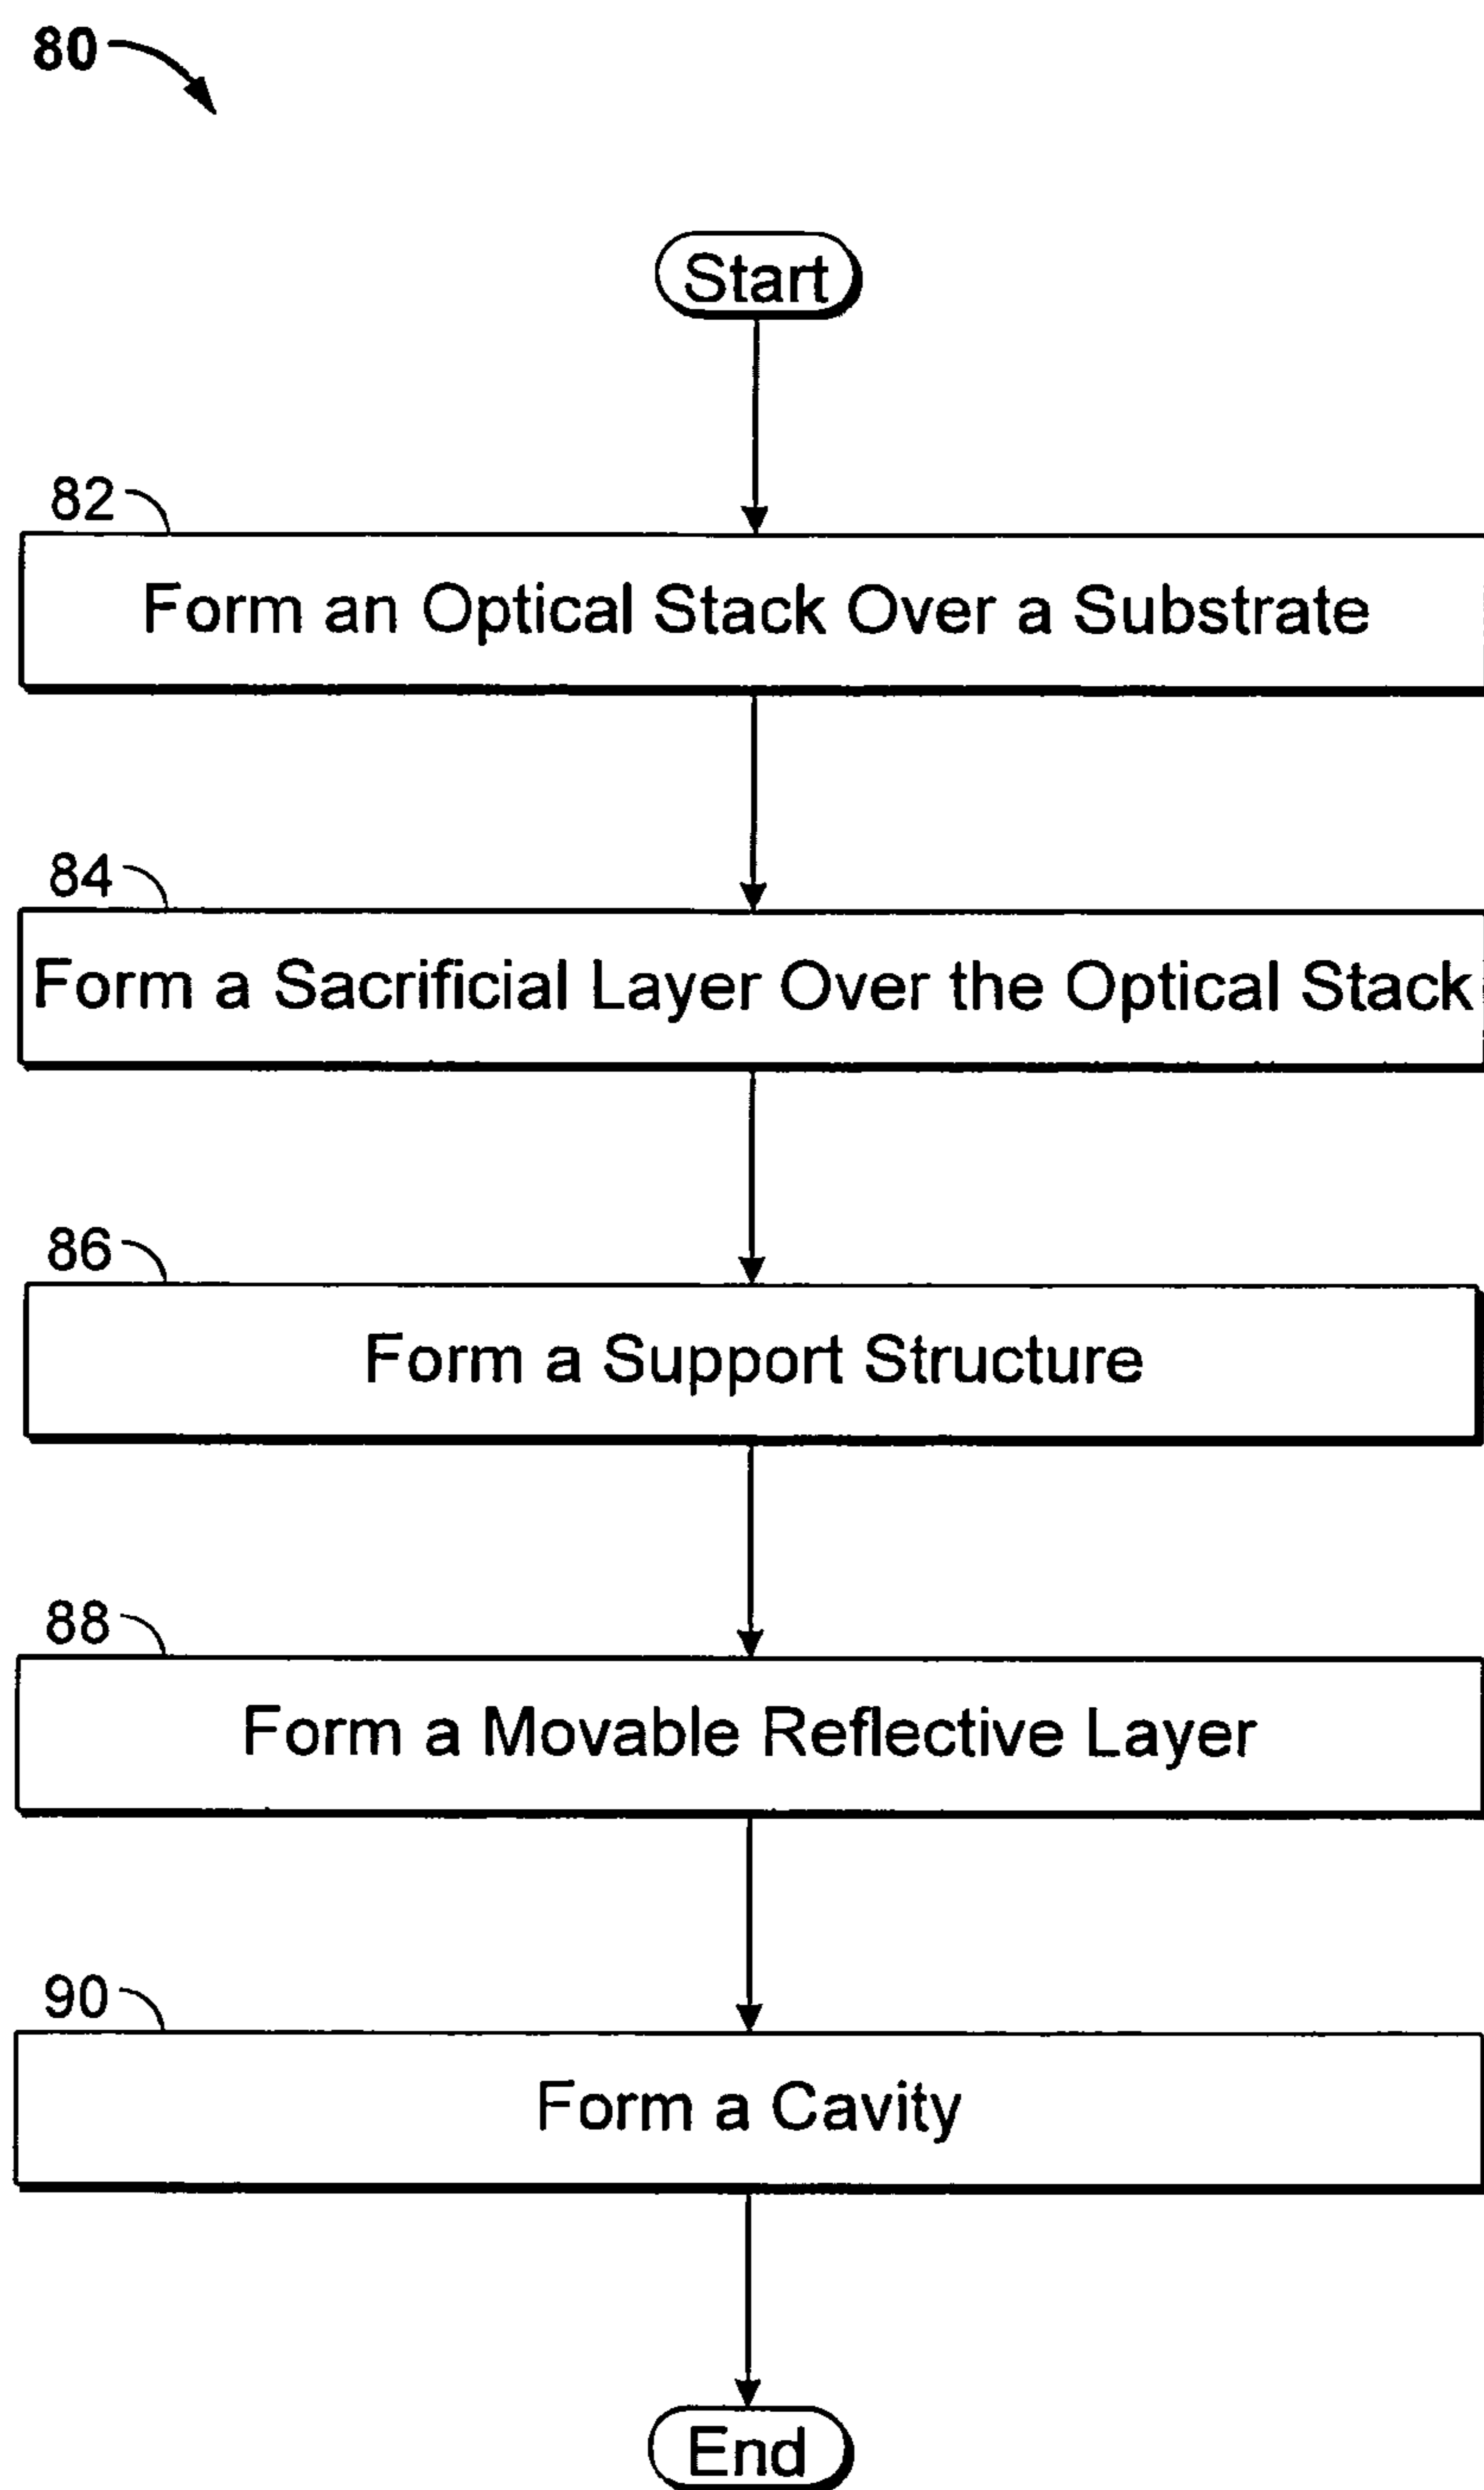 80
Start
82
Form an Optical Stack Over a Substrate
84
Form a Sacrificial Layer Over the Optical Stack
86
Form a Support Structure
88
Form a Movable Reflective Layer
90
Form a Cavity
End